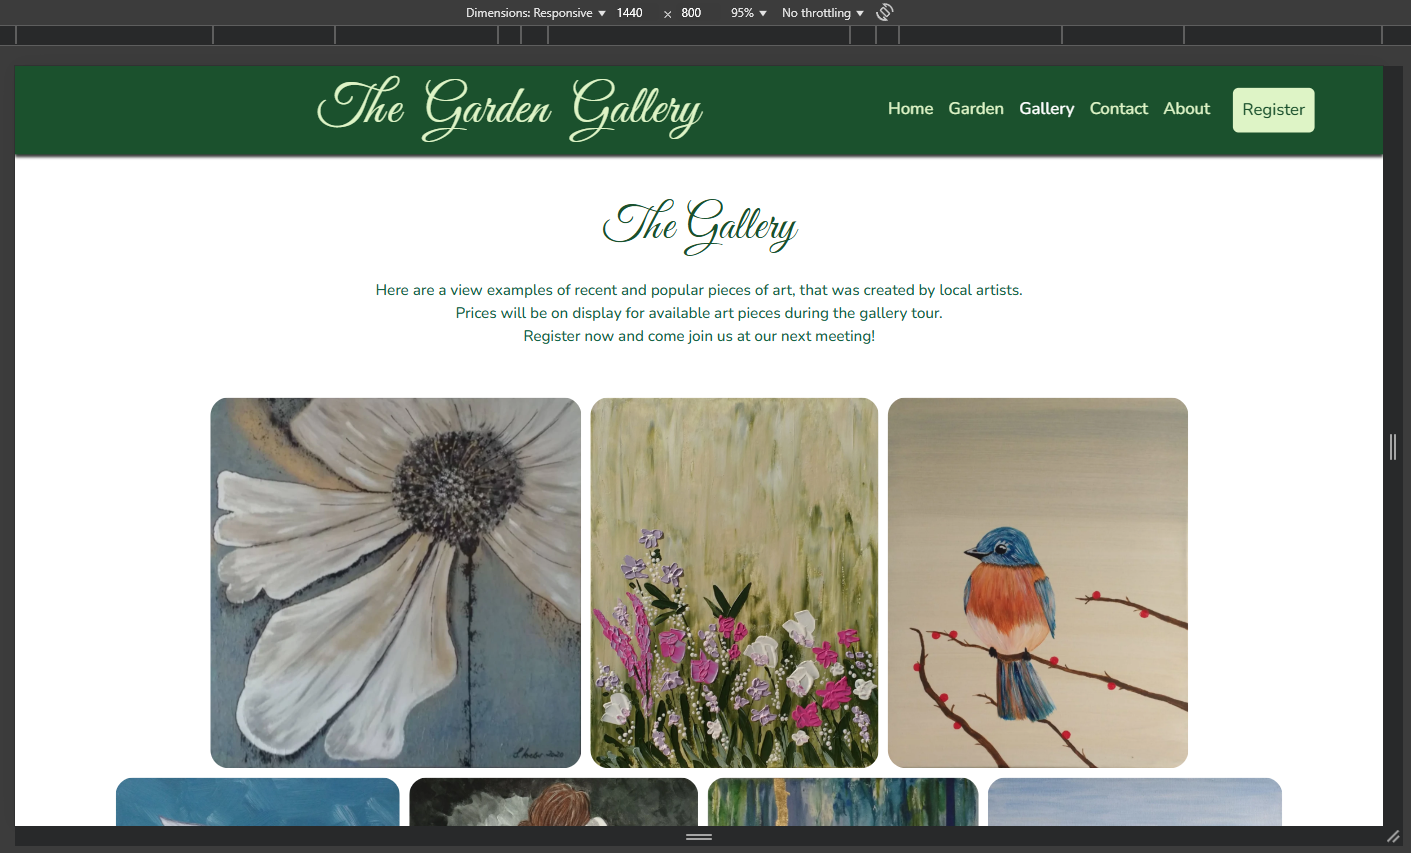 Dimensions: Responsive 1440 × 800 95% No throttling
The Garden Gallery
Home Garden Gallery Contact About Register
The Gallery
Here are a view examples of recent and popular pieces of art, that was created by local artists.
Prices will be on display for available art pieces during the gallery tour.
Register now and come join us at our next meeting!